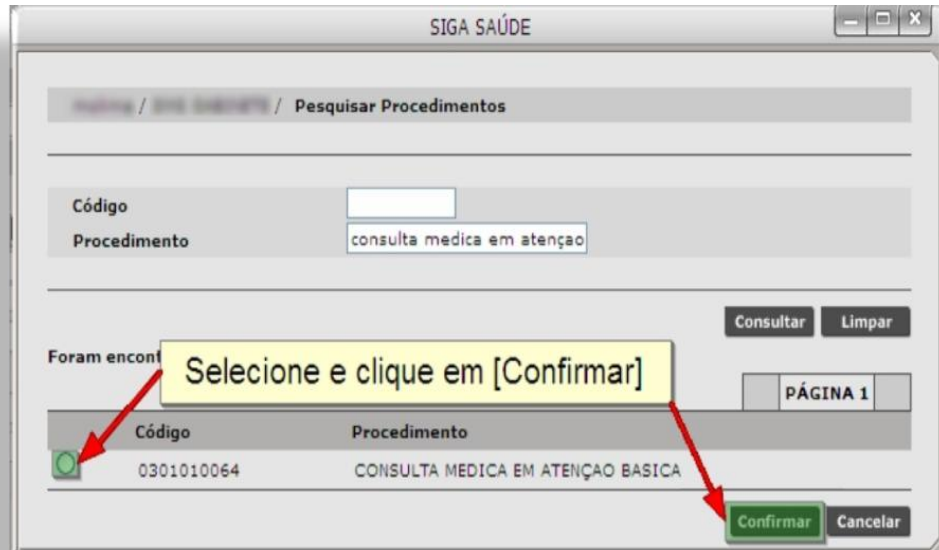 SIGA SAÚDE
/ / Pesquisar Procedimentos
Código
Procedimento consulta medica em atençao
Consultar Limpar
Foram
Selecione e clique em [Confirmar]
PÁGINA 1
Código Procedimento
0301010064 CONSULTA MEDICA EM ATENÇAO BASICA
Confirmar Cancelar